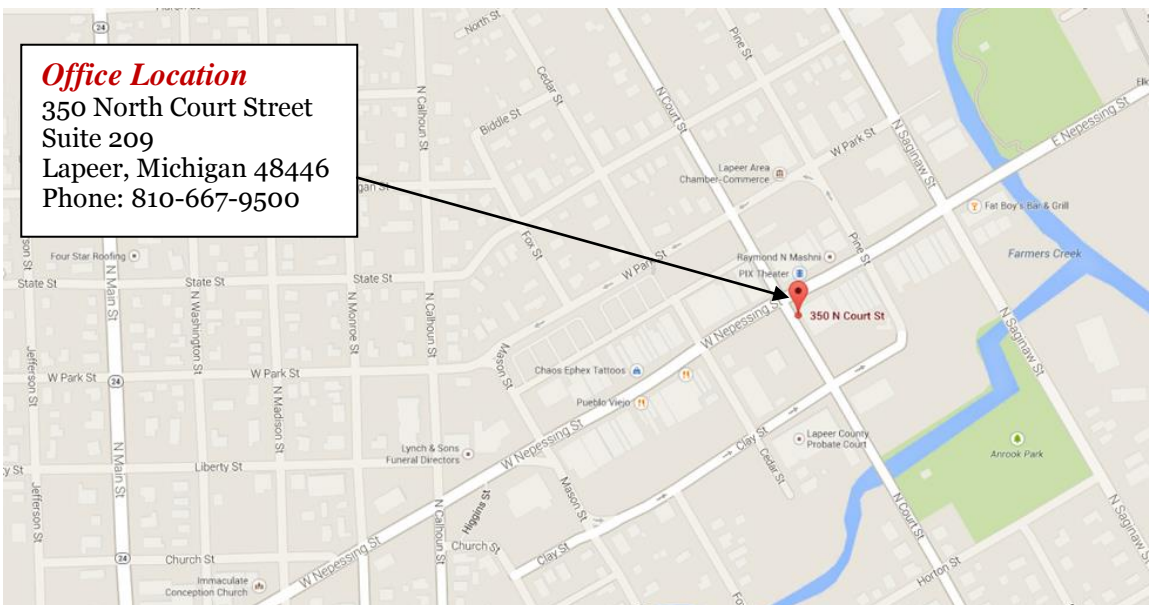 Office Location
350 North Court Street
Suite 209
Lapeer, Michigan 48446
Phone: 810-667-9500
24
North St
Cedar St
Biddle St
N Calhoun St
Pine St
N Court St
W Park St
N Saginaw St
E Nepessing St
Lapeer Area
Chamber-Commerce
Fat Boy's Bar & Grill
Farmers Creek
Fox St
W Park St
Pine St
Raymond N Mashni
PIX Theater
350 N Court St
W Nepessing St
Four Star Roofing
State St
State St
State St
N Main St
N Washington St
N Monroe St
N Calhoun St
Jefferson St
W Park St
24
W Park St
N Madison St
Mason St
Chaos Ephex Tattoos
Pueblo Viejo
N Saginaw St
Lynch & Sons
Funeral Directors
W Nepessing St
Clay St
Cedar St
Lapeer County
Probate Court
Anrook Park
Liberty St
N Main St
Jefferson St
Higgins St
Mason St
N Calhoun St
Church St
Clay St
N Court St
N Saginaw St
Horton St
24
Church St
Immaculate
Conception Church
W Nepessing St